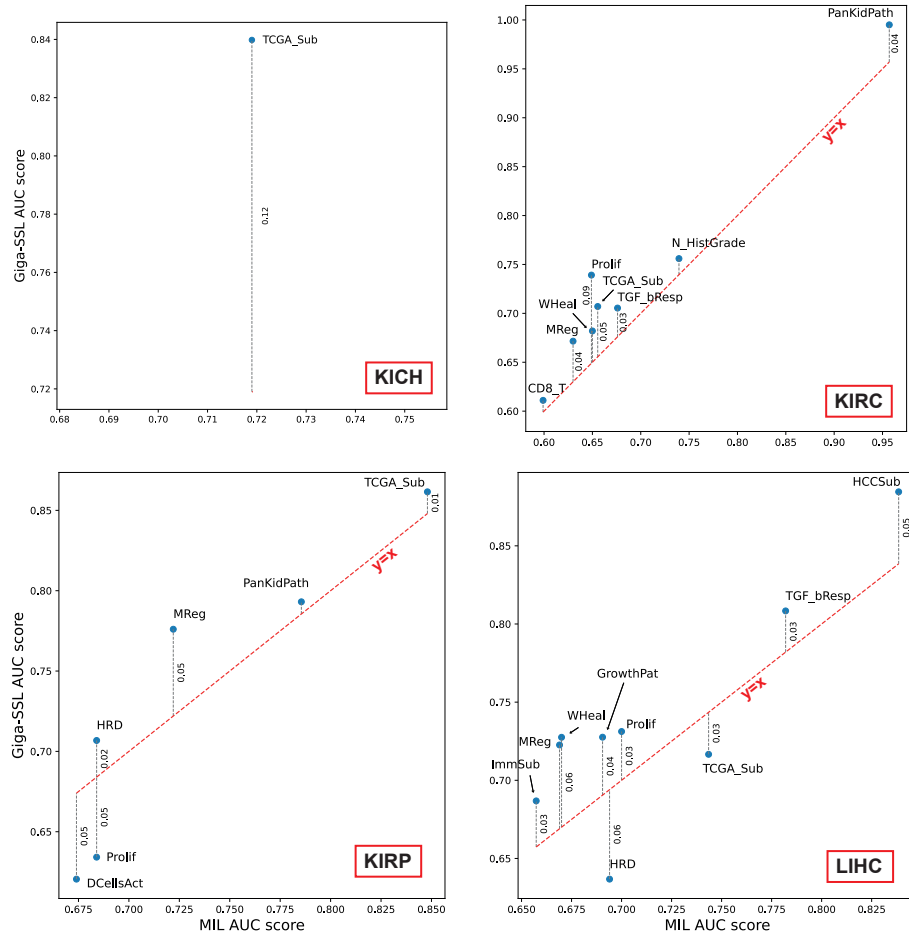 0.84
0.82
0.80
0.78
0.76
0.74
0.72
Giga-SSL AUC score
TCGA_Sub
0.12
KICH
0.68
0.69
0.70
0.71
0.72
0.73
0.74
0.75
1.00
0.95
0.90
0.85
0.80
0.75
0.70
0.65
0.60
PanKidPath
0.04
y=x
N_HistGrade
Prolif
0.09
TCGA_Sub
WHeal
TGF_bResp
0.03
0.05
MReg
0.04
CD8_T
KIRC
0.60
0.65
0.70
0.75
0.80
0.85
0.90
0.95
0.85
0.80
0.75
0.70
0.65
Giga-SSL AUC score
TCGA_Sub
0.01
y=x
PanKidPath
MReg
0.05
HRD
0.02
0.05
0.05
Prolif
DCellsAct
KIRP
0.675
0.700
0.725
0.750
0.775
0.800
0.825
0.850
MIL AUC score
0.85
0.80
0.75
0.70
0.65
HCCSub
0.05
TGF_bResp
0.03
y=x
GrowthPat
WHeal
Prolif
MReg
0.03
0.03
TCGA_Sub
ImmSub
0.06
0.04
0.03
0.06
HRD
LIHC
0.650
0.675
0.700
0.725
0.750
0.775
0.800
0.825
MIL AUC score